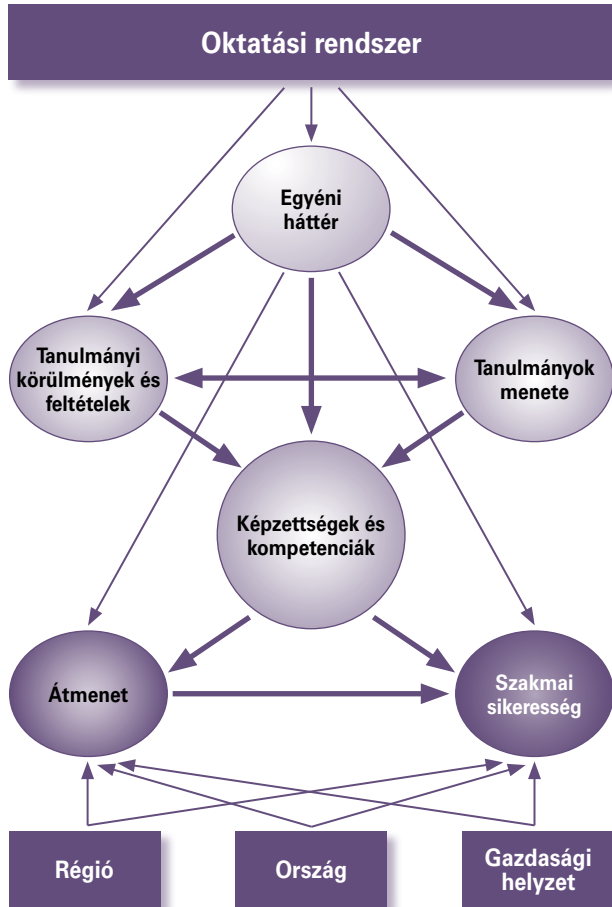 Oktatási rendszer
Egyéni
háttér
Tanulmányi
körülmények és
feltételek
Tanulmányok
menete
Képzettségek és
kompetenciák
Átmenet
Szakmai
sikeresség
Régió
Ország
Gazdasági
helyzet